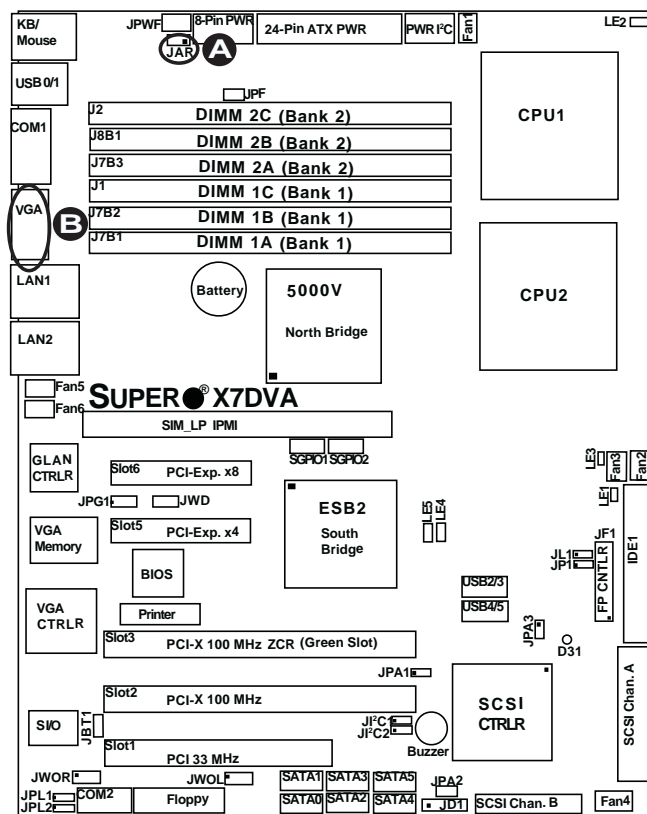 KB/
Mouse
JPWF
8-Pin PWR
24-Pin ATX PWR
PWR I²C
Fan1
LE2
JAR
A
USB 0/1
JPF
COM1
J2
DIMM 2C (Bank 2)
J8B1
DIMM 2B (Bank 2)
J7B3
DIMM 2A (Bank 2)
J1
DIMM 1C (Bank 1)
J7B2
DIMM 1B (Bank 1)
J7B1
DIMM 1A (Bank 1)
CPU1
VGA
B
LAN1
Battery
5000V
North Bridge
CPU2
LAN2
Fan5
Fan6
SUPER ® X7DVA
SIM_LP IPMI
SGPIO1
SGPIO2
GLAN
CTRLR
Slot6
PCI-Exp. x8
JPG1
JWD
Slot5
PCI-Exp. x4
VGA
Memory
ESB2
South
Bridge
LE5
LE4
LE3
Fan3
Fan2
LE1
JF1
IDE1
JL1
JP1
FP CNTLR
BIOS
USB2/3
USB4/5
VGA
CTRLR
Printer
JPA3
D31
Slot3
PCI-X 100 MHz ZCR (Green Slot)
JPA1
Slot2
PCI-X 100 MHz
SCSI
CTRLR
SCSI Chan. A
S/IO
JBT1
JI²C1
JI²C2
Buzzer
Slot1
PCI 33 MHz
JWOR
JWOL
SATA1
SATA3
SATA5
JPA2
JPL1
JPL2
COM2
Floppy
SATA0
SATA2
SATA4
JD1
SCSI Chan. B
Fan4